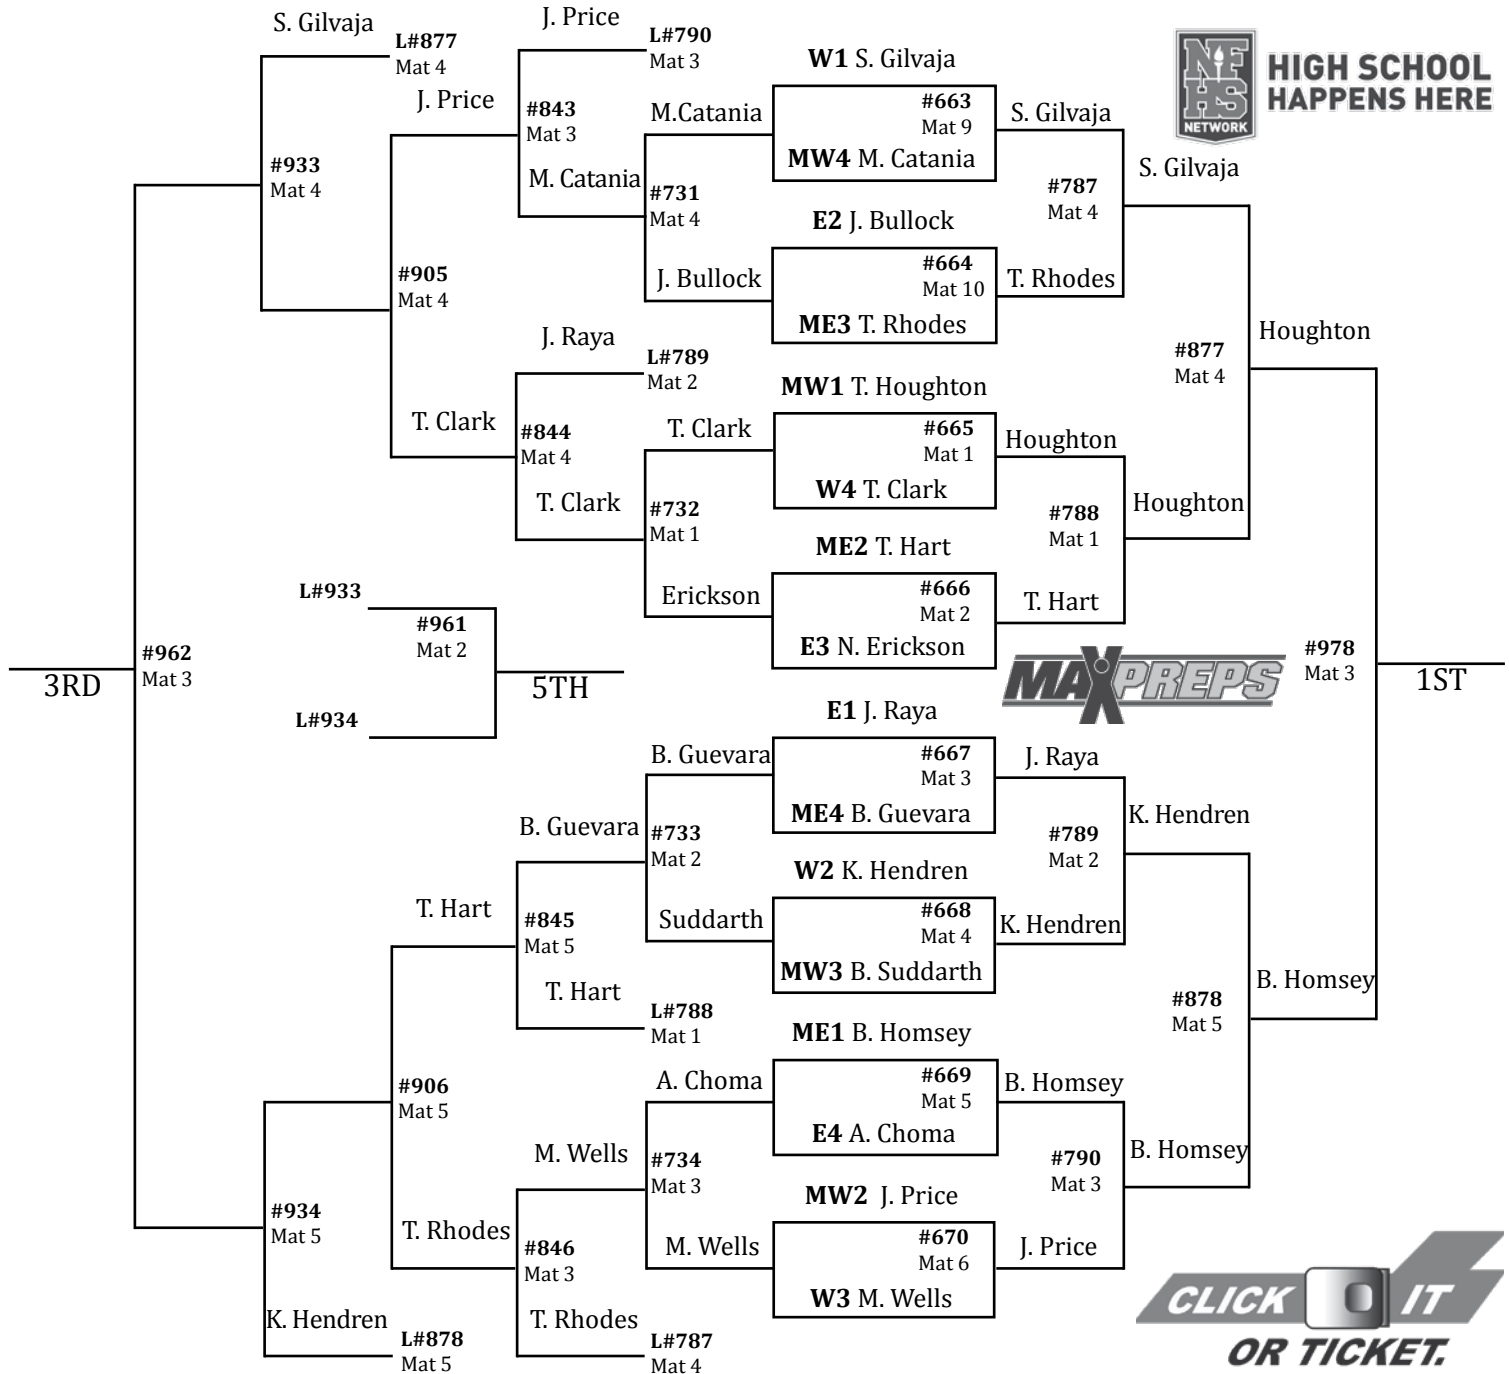 S. Gilvaja
L#877
Mat 4
J. Price
L#790
Mat 3
J. Price
#843
Mat 3
#933
Mat 4
M. Catania
#905
Mat 4
J. Raya
L#789
Mat 2
T. Clark
#844
Mat 4
T. Clark
M.Catania
#731
Mat 4
J. Bullock
T. Clark
#732
Mat 1
Erickson
W1 S. Gilvaja
#663
Mat 9
MW4 M. Catania
E2 J. Bullock
#664
Mat 10
ME3 T. Rhodes
MW1 T. Houghton
#665
Mat 1
W4 T. Clark
ME2 T. Hart
#666
Mat 2
E3 N. Erickson
S. Gilvaja
#787
Mat 4
T. Rhodes
S. Gilvaja
Houghton
#788
Mat 1
T. Hart
Houghton
#877
Mat 4
Houghton
NFHS
NETWORK
HIGH SCHOOL
HAPPENS HERE
L#933
#961
Mat 2
L#934
5TH
#962
Mat 3
3RD
MAXPREPS
#978
Mat 3
1ST
E1 J. Raya
#667
Mat 3
ME4 B. Guevara
W2 K. Hendren
#668
Mat 4
MW3 B. Suddarth
ME1 B. Homsey
#669
Mat 5
E4 A. Choma
MW2 J. Price
#670
Mat 6
W3 M. Wells
B. Guevara
#733
Mat 2
Suddarth
B. Guevara
T. Hart
#845
Mat 5
T. Hart
L#788
Mat 1
#906
Mat 5
A. Choma
#734
Mat 3
M. Wells
M. Wells
T. Rhodes
#846
Mat 3
T. Rhodes
L#787
Mat 4
#934
Mat 5
K. Hendren
L#878
Mat 5
J. Raya
#789
Mat 2
K. Hendren
K. Hendren
B. Homsey
#790
Mat 3
J. Price
B. Homsey
#878
Mat 5
B. Homsey
CLICK IT
OR TICKET.